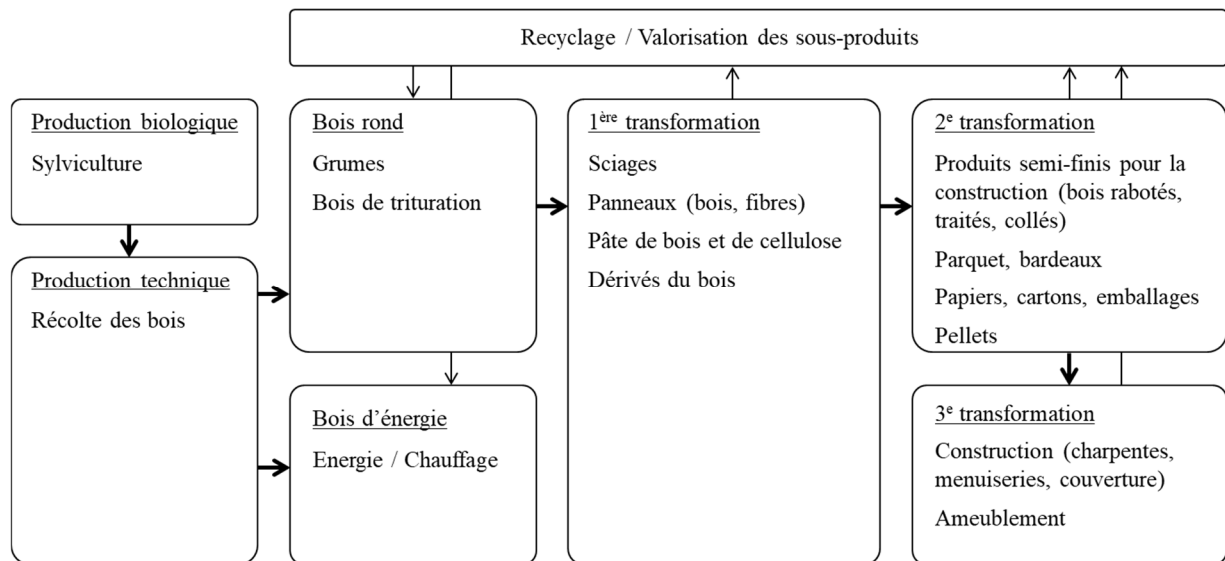 Recyclage / Valorisation des sous-produits
Production biologique
Sylviculture
Production technique
Récolte des bois
Bois rond
Grumes
Bois de trituration
Bois d’énergie
Energie / Chauffage
1ère transformation
Sciages
Panneaux (bois, fibres)
Pâte de bois et de cellulose
Dérivés du bois
2e transformation
Produits semi-finis pour la
construction (bois rabotés,
traités, collés)
Parquet, bardeaux
Papiers, cartons, emballages
Pellets
3e transformation
Construction (charpentes,
menuiseries, couverture)
Ameublement